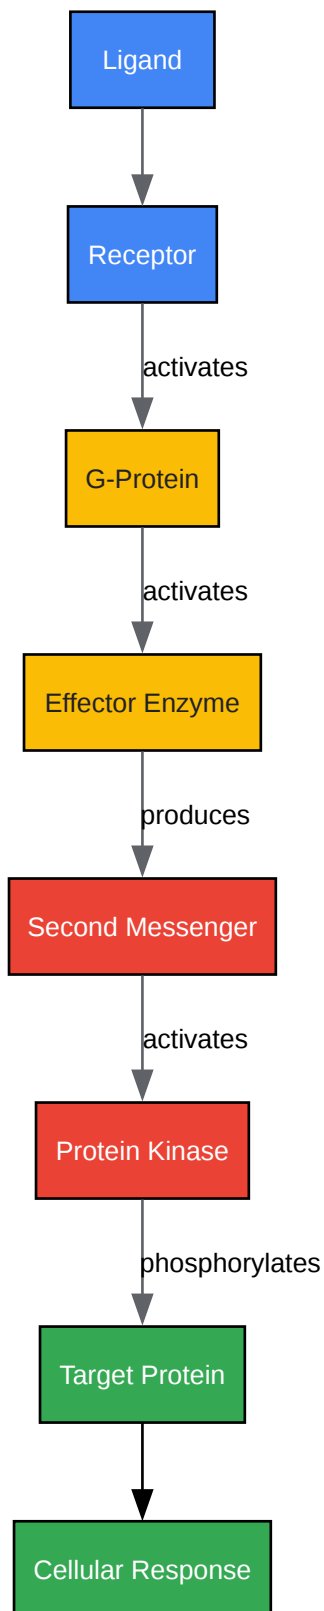 Ligand
Receptor
activates
G-Protein
activates
Effector Enzyme
produces
Second Messenger
activates
Protein Kinase
phosphorylates
Target Protein
Cellular Response